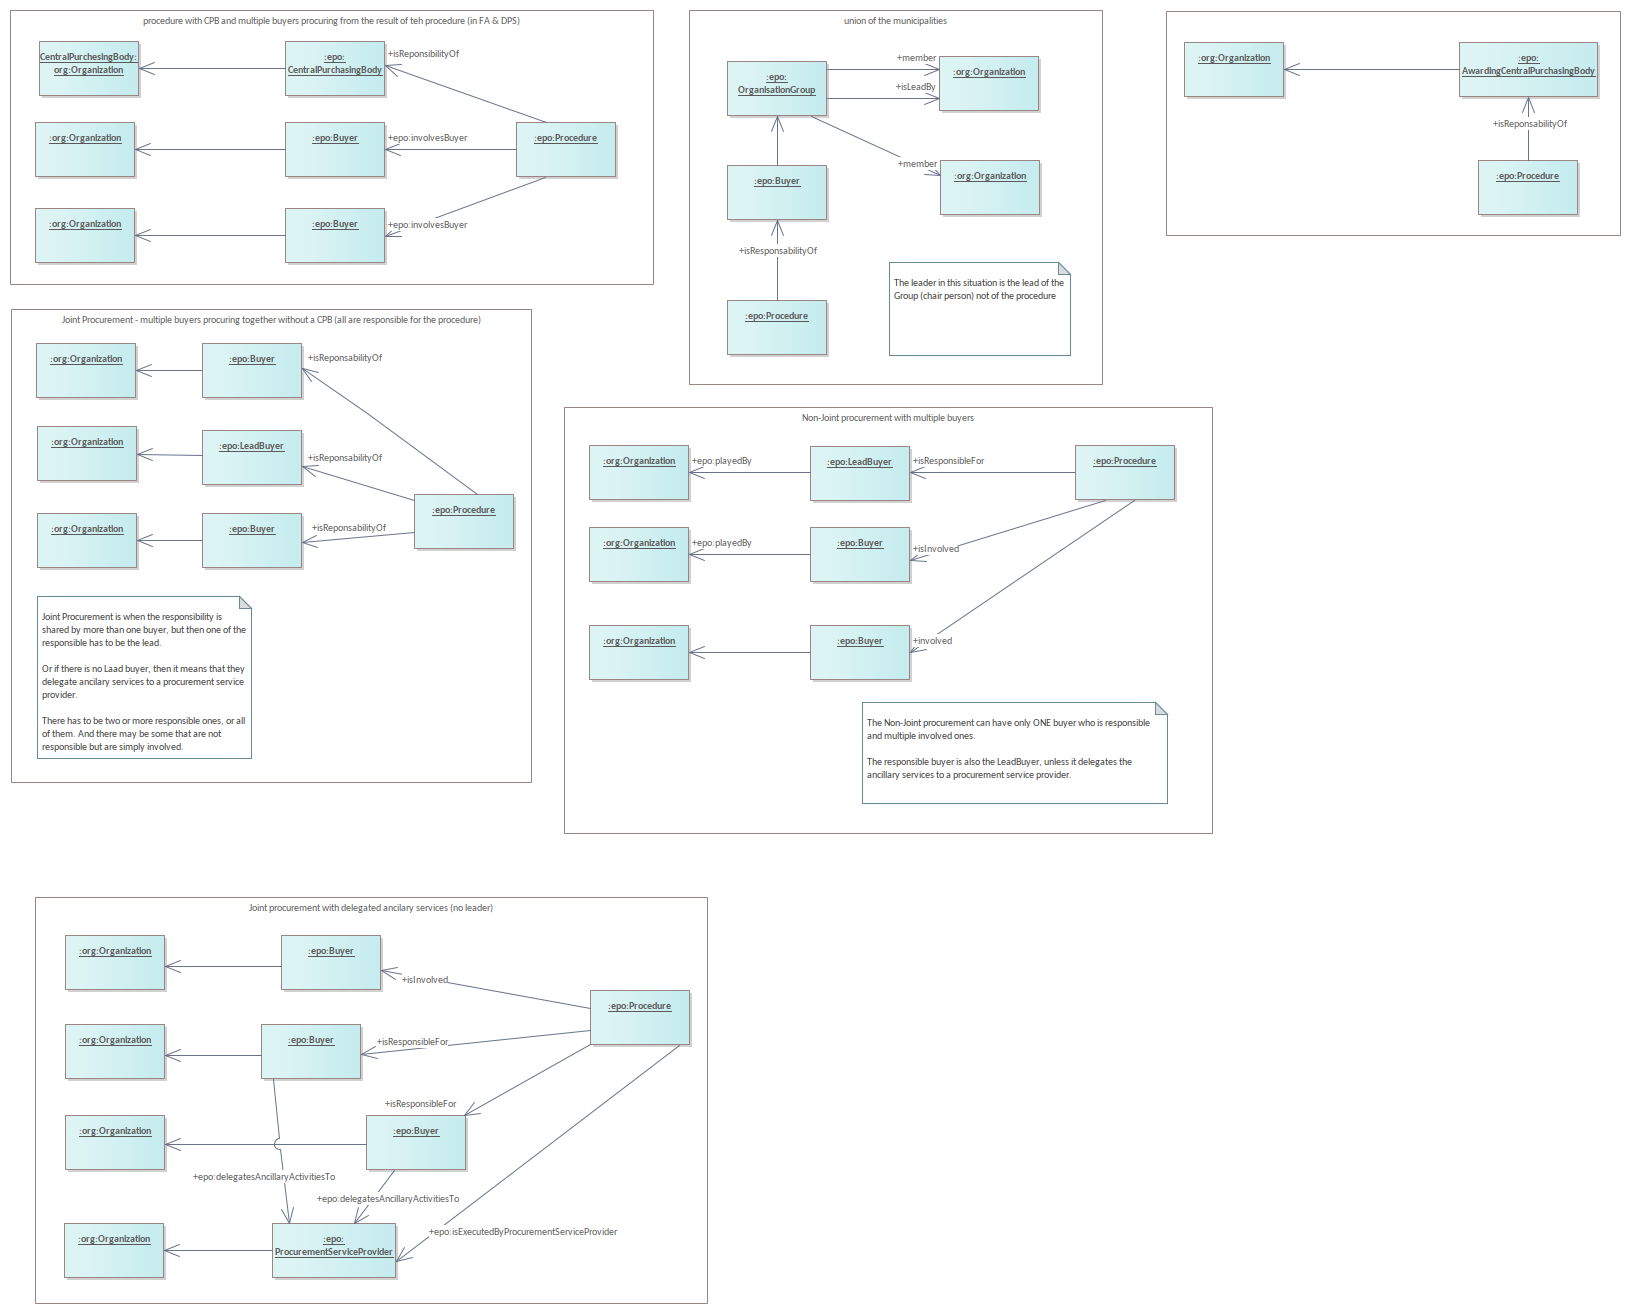 procedure with CPB and multiple buyers procuring from the result of teh procedure (in FA & DPS)
CentralPurchesingBody:
org:Organization
:epo:
CentralPurchasingBody
+isReponsibilityOf
:org:Organization
:epo:Buyer
+epo:involvesBuyer
:epo:Procedure
:org:Organization
:epo:Buyer
+epo:involvesBuyer
union of the municipalities
:epo:
OrganisationGroup
+member
+isLeadBy
:org:Organization
+member
:org:Organization
:epo:Buyer
+isResponsabilityOf
:epo:Procedure
The leader in this situation is the lead of the
Group (chair person) not of the procedure
:org:Organization
:epo:
AwardingCentralPurchasingBody
+isReponsabilityOf
:epo:Procedure
Joint Procurement - multiple buyers procuring together without a CPB (all are responsible for the procedure)
:org:Organization
:epo:Buyer
+isReponsabilityOf
:org:Organization
:epo:LeadBuyer
+isReponsabilityOf
:org:Organization
:epo:Buyer
+isReponsabilityOf
:epo:Procedure
Joint Procurement is when the responsibility is
shared by more than one buyer, but then one of the
responsible has to be the lead.
Or if there is no Laad buyer, then it means that they
delegate ancilary services to a procurement service
provider.
There has to be two or more responsible ones, or all
of them. And there may be some that are not
responsible but are simply involved.
Non-Joint procurement with multiple buyers
:org:Organization
+epo:playedBy
:epo:LeadBuyer
+isResponsibleFor
:epo:Procedure
:org:Organization
+epo:playedBy
:epo:Buyer
+isInvolved
:org:Organization
:epo:Buyer
+involved
The Non-Joint procurement can have only ONE buyer who is responsible
and multiple involved ones.
The responsible buyer is also the LeadBuyer, unless it delegates the
ancillary services to a procurement service provider.
Joint procurement with delegated ancilary services (no leader)
:org:Organization
:epo:Buyer
+isInvolved
:epo:Procedure
:org:Organization
:epo:Buyer
+isResponsibleFor
+isResponsibleFor
:org:Organization
:epo:Buyer
+epo:delegatesAncillaryActivitiesTo
+epo:delegatesAncillaryActivitiesTo
+epo:isExecutedByProcurementServiceProvider
:org:Organization
:epo:
ProcurementServiceProvider